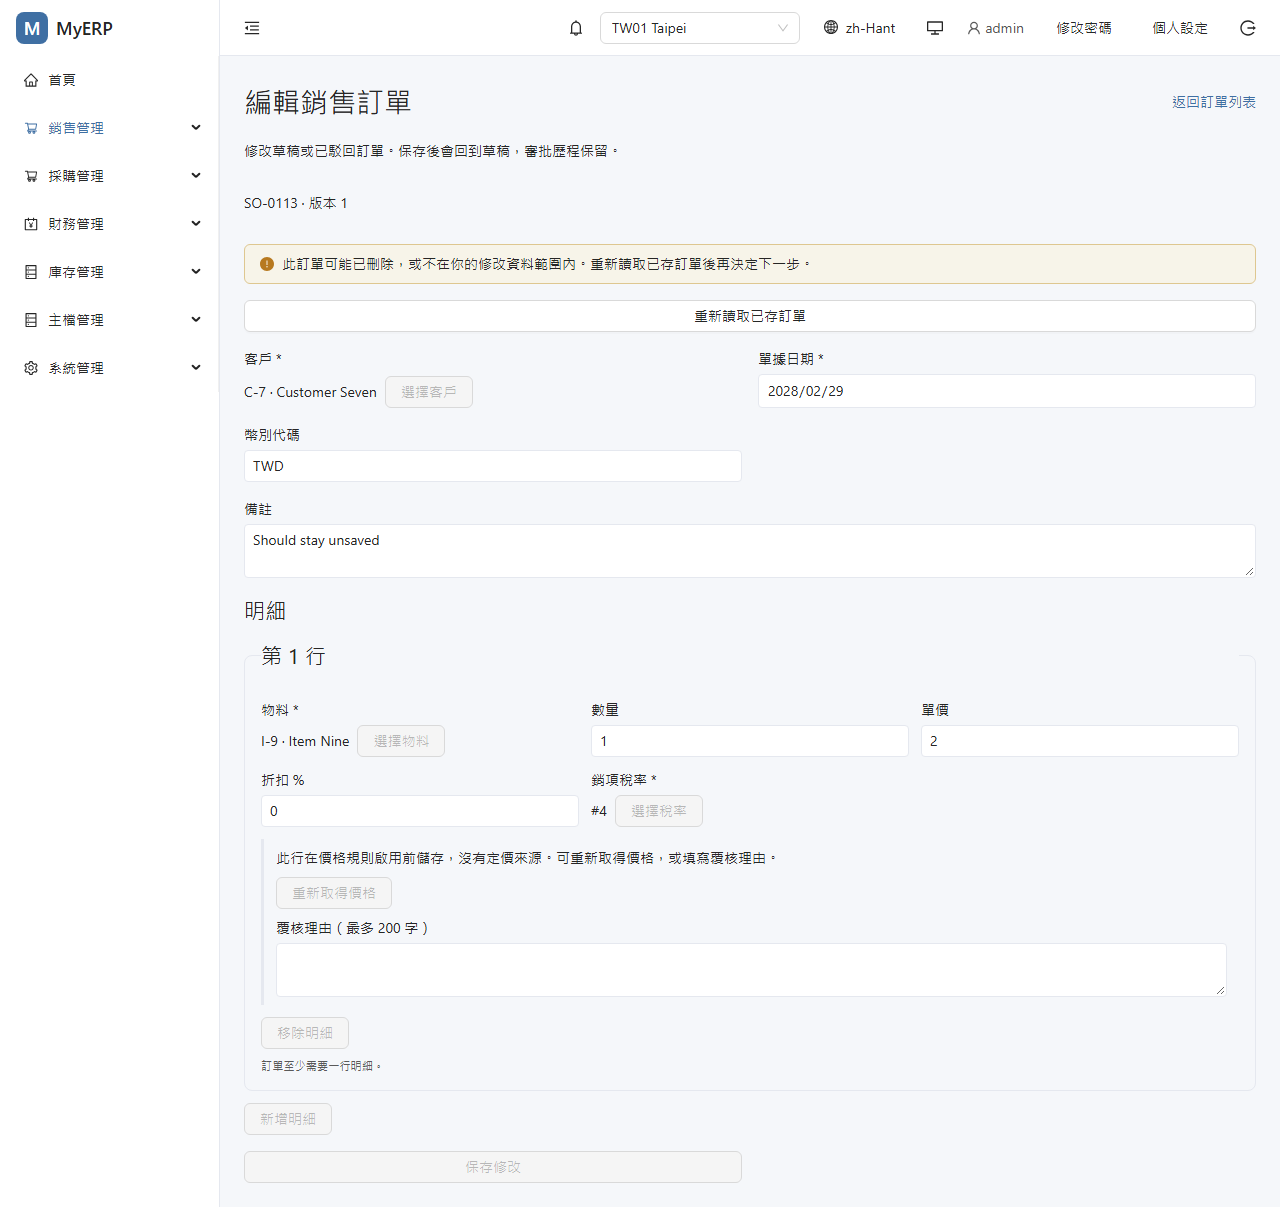 M MyERP
TW01 Taipei
zh-Hant
admin
修改密碼
個人設定
首頁
銷售管理
採購管理
財務管理
庫存管理
主檔管理
系統管理
編輯銷售訂單
返回訂單列表
修改草稿或已駁回訂單。保存後會回到草稿，審批歷程保留。
SO-0113 · 版本 1
此訂單可能已刪除，或不在你的修改資料範圍內。重新讀取已存訂單後再決定下一步。
重新讀取已存訂單
客戶 *
C-7 · Customer Seven 選擇客戶
單據日期 *
2028/02/29
幣別代碼
TWD
備註
Should stay unsaved
明細
第 1 行
物料 *
I-9 · Item Nine 選擇物料
數量
1
單價
2
折扣 %
0
銷項稅率 *
#4 選擇稅率
此行在價格規則啟用前儲存，沒有定價來源。可重新取得價格，或填寫覆核理由。
重新取得價格
覆核理由（最多 200 字）
移除明細
訂單至少需要一行明細。
新增明細
保存修改